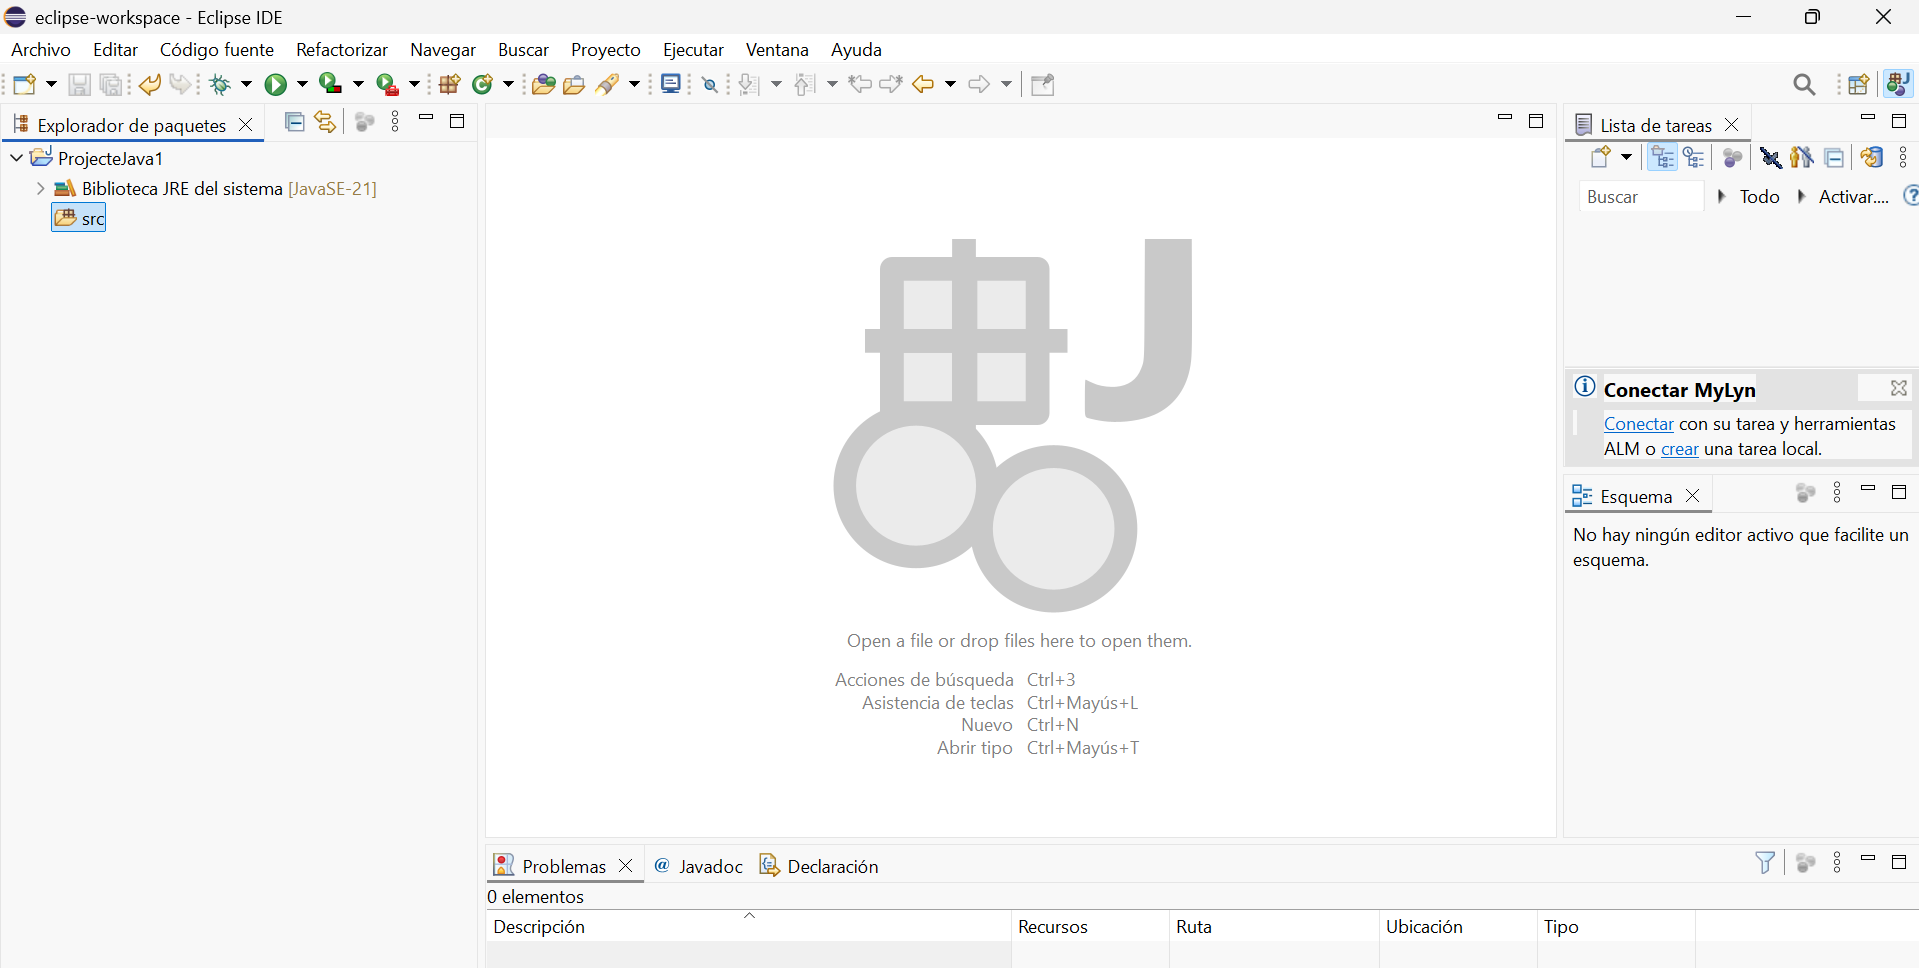 eclipse-workspace - Eclipse IDE
Archivo Editar Código fuente Refactorizar Navegar Buscar Proyecto Ejecutar Ventana Ayuda
Explorador de paquetes
ProjecteJava1
Biblioteca JRE del sistema [JavaSE-21]
src
Open a file or drop files here to open them.
Acciones de búsqueda Ctrl+3
Asistencia de teclas Ctrl+Mayús+L
Nuevo Ctrl+N
Abrir tipo Ctrl+Mayús+T
Lista de tareas
Buscar Todo Activar....
Conectar MyLyn
Conectar con su tarea y herramientas
ALM o crear una tarea local.
Esquema
No hay ningún editor activo que facilite un
esquema.
Problemas @ Javadoc Declaración
0 elementos
Descripción Recursos Ruta Ubicación Tipo